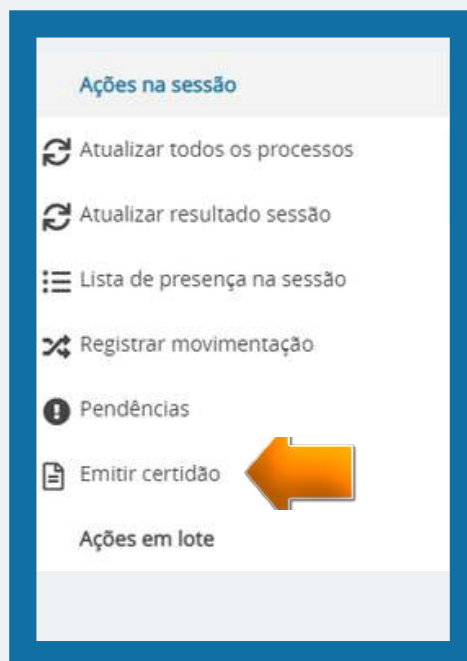 Ações na sessão
Atualizar todos os processos
Atualizar resultado sessão
Lista de presença na sessão
Registrar movimentação
Pendências
Emitir certidão
Ações em lote